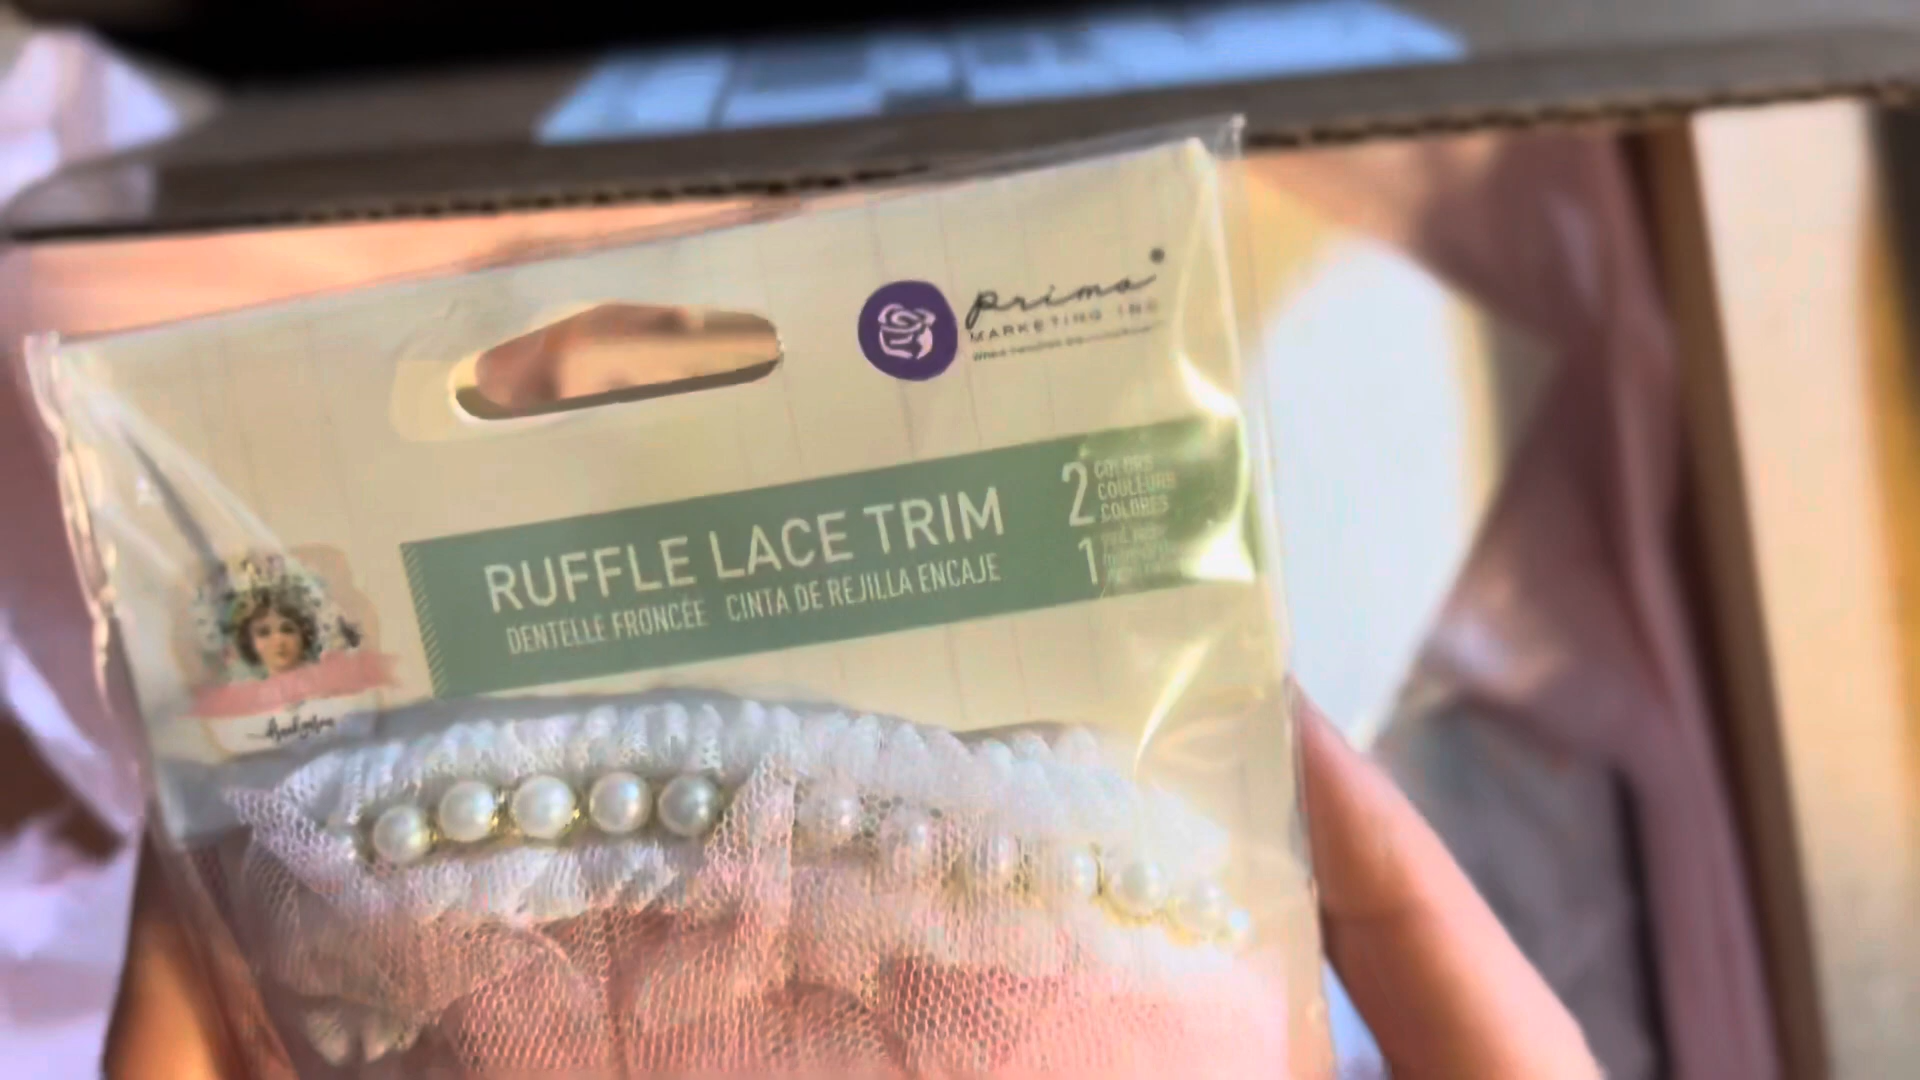 prima
MARKETING INC
RUFFLE LACE TRIM
DENTELLE FRONCÉE CINTA DE REJILLA ENCAJE
2 COLORS
COULEURS
COLORES
1